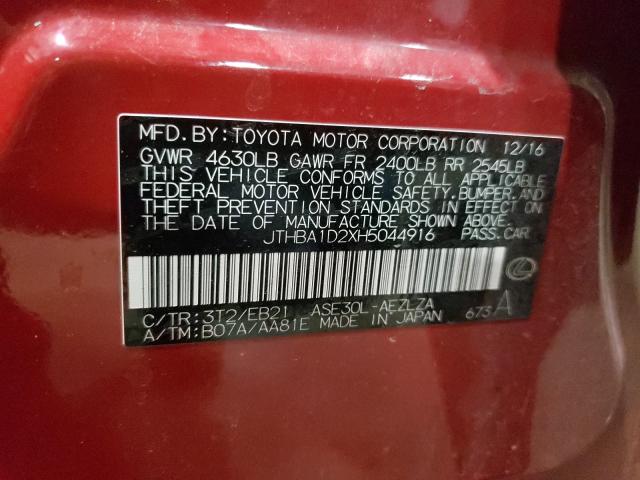 MFD.BY:TOYOTA MOTOR CORPORATION 12/16
GVWR 4630LB GAWR FR 2400LB RR 2545LB
THIS VEHICLE CONFORMS TO ALL APPLICABLE
FEDERAL MOTOR VEHICLE SAFETY,BUMPER,AND
THEFT PREVENTION STANDARDS IN EFFECT ON
THE DATE OF MANUFACTURE SHOWN ABOVE.
JTHBA1D2XH5044916 PASS.CAR
C/TR:3T2/EB21 ASE30L-AEZLZA
A/TM:B07A/AA81E MADE IN JAPAN 673 A